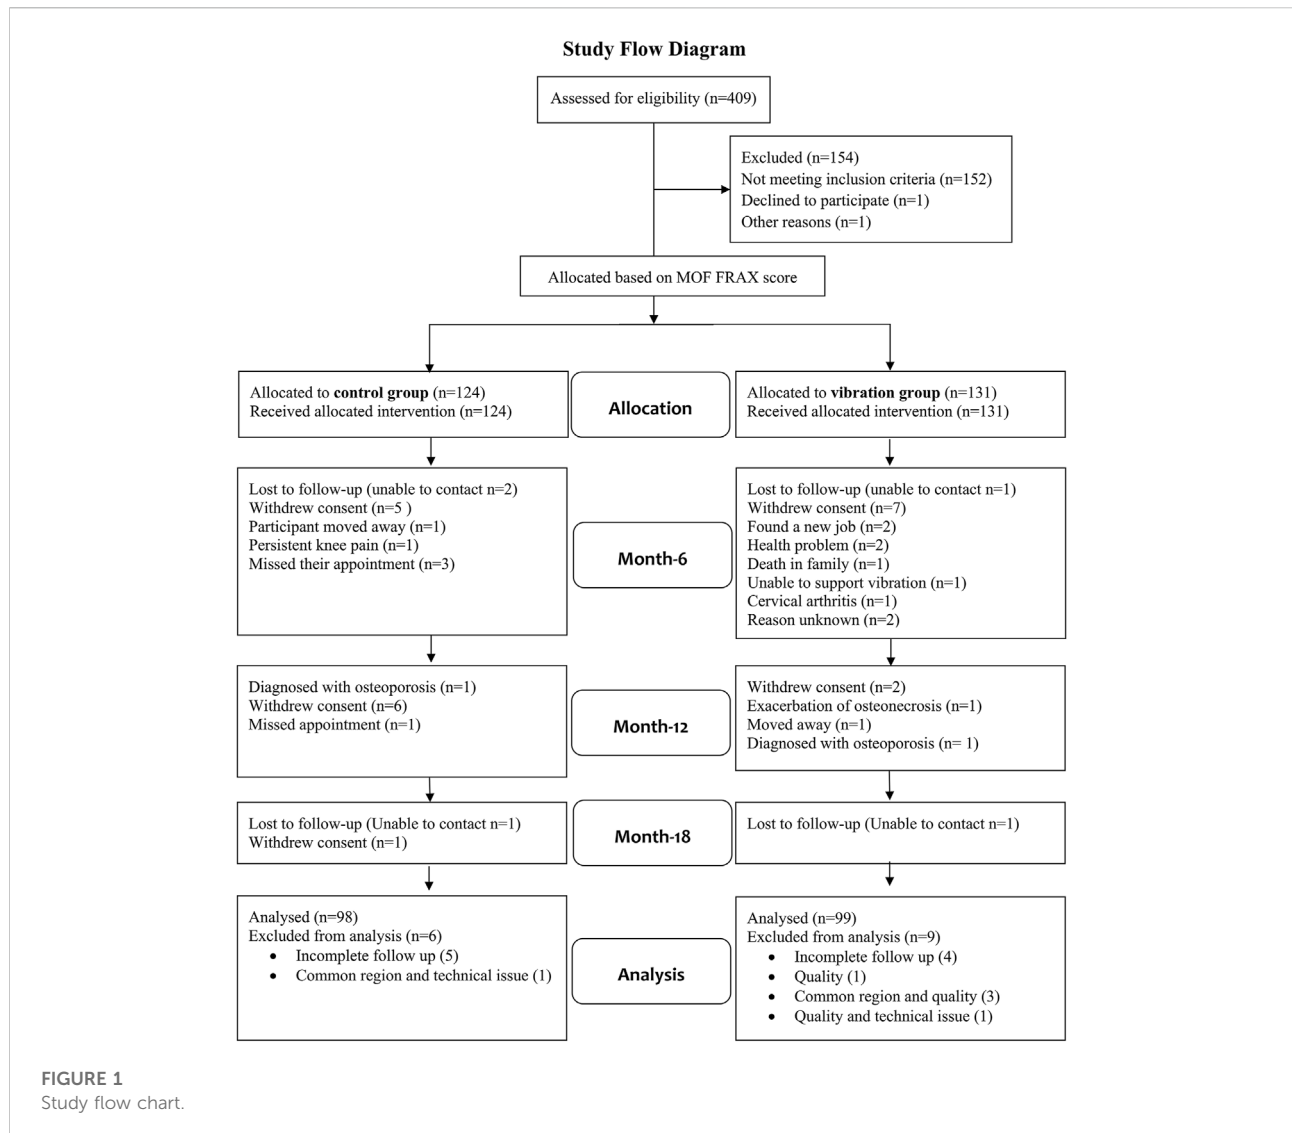 Study Flow Diagram
Assessed for eligibility (n=409)
Excluded (n=154)
Not meeting inclusion criteria (n=152)
Declined to participate (n=1)
Other reasons (n=1)
Allocated based on MOF FRAX score
Allocated to control group (n=124)
Received allocated intervention (n=124)
Allocation
Allocated to vibration group (n=131)
Received allocated intervention (n=131)
Lost to follow-up (unable to contact n=2)
Withdrew consent (n=5 )
Participant moved away (n=1)
Persistent knee pain (n=1)
Missed their appointment (n=3)
Month-6
Lost to follow-up (unable to contact n=1)
Withdrew consent (n=7)
Found a new job (n=2)
Health problem (n=2)
Death in family (n=1)
Unable to support vibration (n=1)
Cervical arthritis (n=1)
Reason unknown (n=2)
Diagnosed with osteoporosis (n=1)
Withdrew consent (n=6)
Missed appointment (n=1)
Month-12
Withdrew consent (n=2)
Exacerbation of osteonecrosis (n=1)
Moved away (n=1)
Diagnosed with osteoporosis (n= 1)
Lost to follow-up (Unable to contact n=1)
Withdrew consent (n=1)
Month-18
Lost to follow-up (Unable to contact n=1)
Analysed (n=98)
Excluded from analysis (n=6)
• Incomplete follow up (5)
• Common region and technical issue (1)
Analysis
Analysed (n=99)
Excluded from analysis (n=9)
• Incomplete follow up (4)
• Quality (1)
• Common region and quality (3)
• Quality and technical issue (1)
FIGURE 1
Study flow chart.